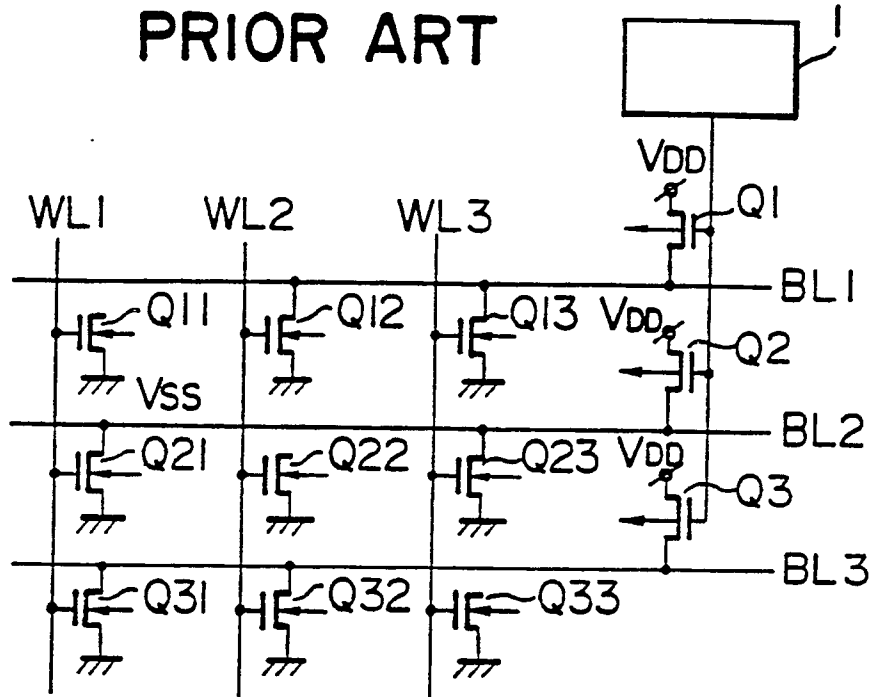 PRIOR ART
1
VDD
WL1 WL2 WL3 Q1
BL1
Q11 Q12 Q13 VDD Q2
VSS
BL2
Q21 Q22 Q23 VDD Q3
BL3
Q31 Q32 Q33